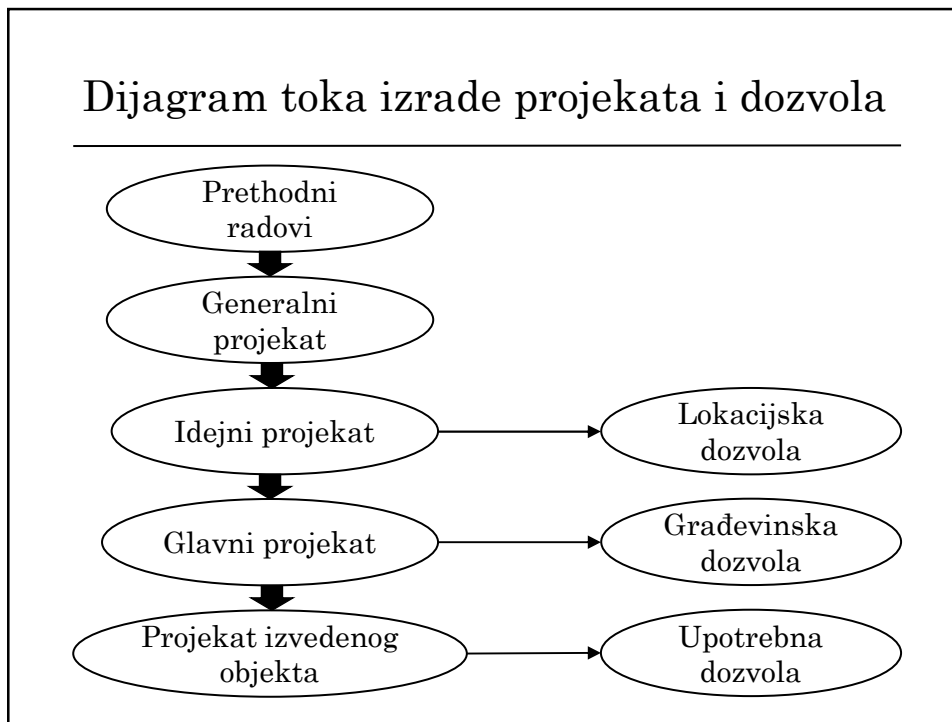 Dijagram toka izrade projekata i dozvola
Prethodni
radovi
Generalni
projekat
Idejni projekat
Lokacijska
dozvola
Glavni projekat
Građevinska
dozvola
Projekat izvedenog
objekta
Upotrebna
dozvola